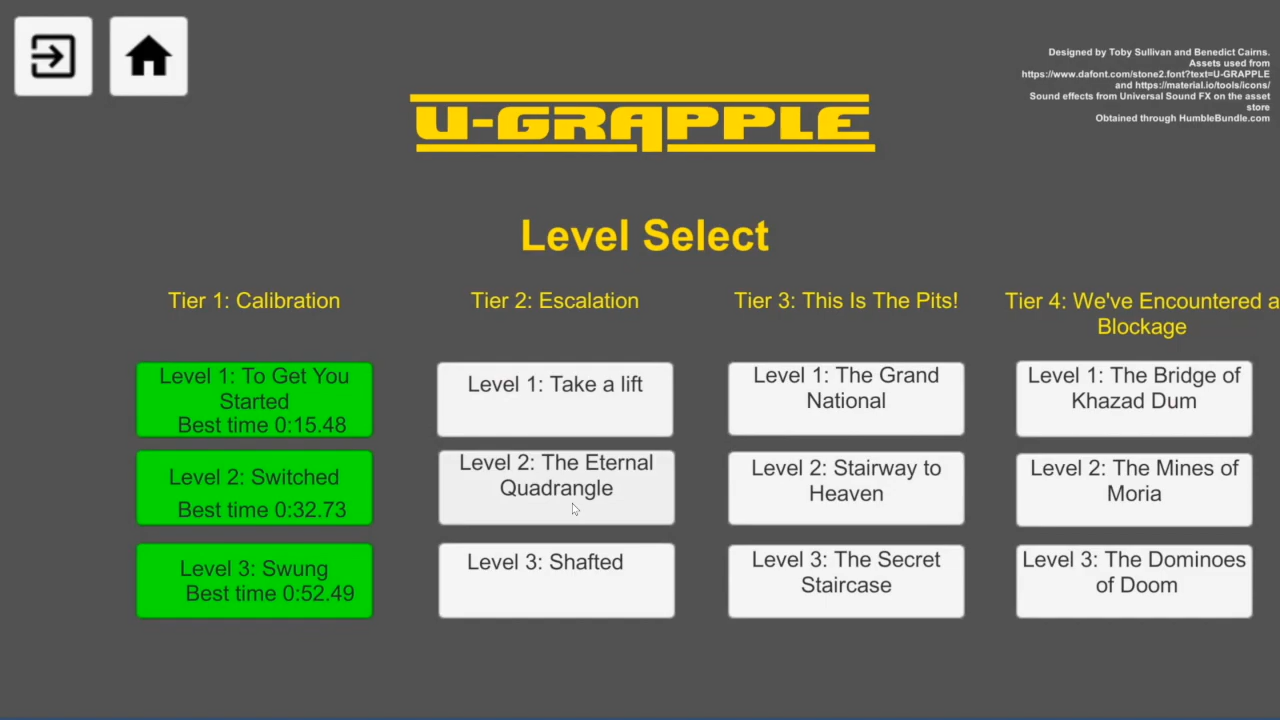 Designed by Toby Sullivan and Benedict Cairns.
Assets used from
https://www.dafont.com/stone2.font?text=U-GRAPPLE
and https://material.io/tools/icons/
Sound effects from Universal Sound FX on the asset
store
Obtained through HumbleBundle.com
U-GRAPPLE
Level Select
Tier 1: Calibration
Level 1: To Get You
Started
Best time 0:15.48
Level 2: Switched
Best time 0:32.73
Level 3: Swung
Best time 0:52.49
Tier 2: Escalation
Level 1: Take a lift
Level 2: The Eternal
Quadrangle
Level 3: Shafted
Tier 3: This Is The Pits!
Level 1: The Grand
National
Level 2: Stairway to
Heaven
Level 3: The Secret
Staircase
Tier 4: We've Encountered a
Blockage
Level 1: The Bridge of
Khazad Dum
Level 2: The Mines of
Moria
Level 3: The Dominoes
of Doom